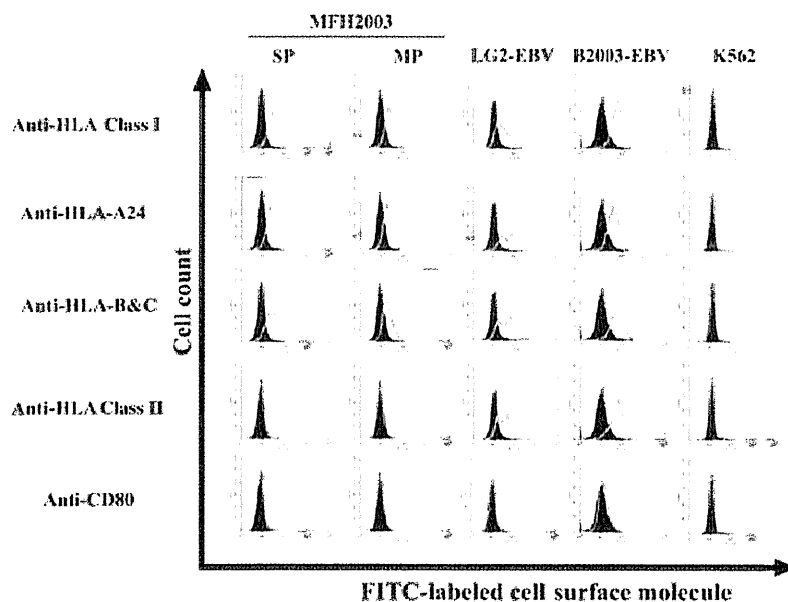 MFH2003
SP MP LG2-EBV B2003-EBV K562
Anti-HLA Class I
Anti-HLA-A24
Anti-HLA-B&C
Anti-HLA Class II
Anti-CD80
Cell count
FITC-labeled cell surface molecule